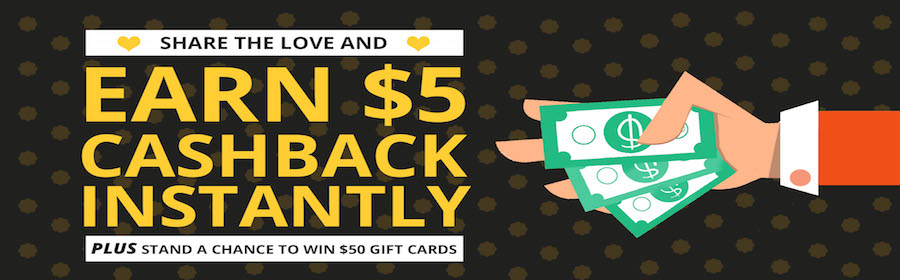 SHARE THE LOVE AND
EARN $5
CASHBACK
INSTANTLY
PLUS STAND A CHANCE TO WIN $50 GIFT CARDS